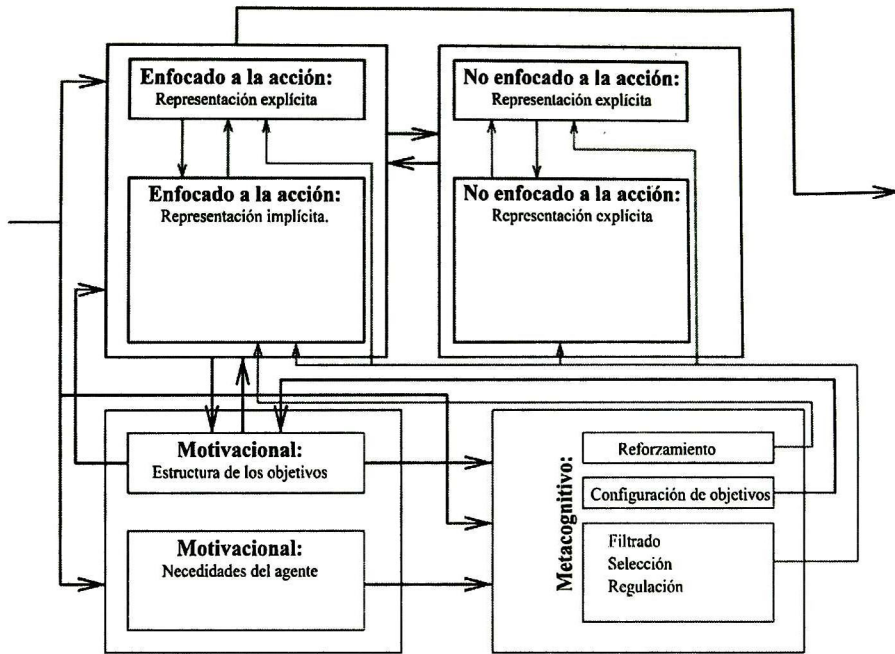 Enfocado a la acción:
Representación explícita
No enfocado a la acción:
Representación explícita
Enfocado a la acción:
Representación implícita.
No enfocado a la acción:
Representación explícita
Motivacional:
Estructura de los objetivos
Motivacional:
Necedidades del agente
Metacognitivo:
Reforzamiento
Configuración de objetivos
Filtrado
Selección
Regulación